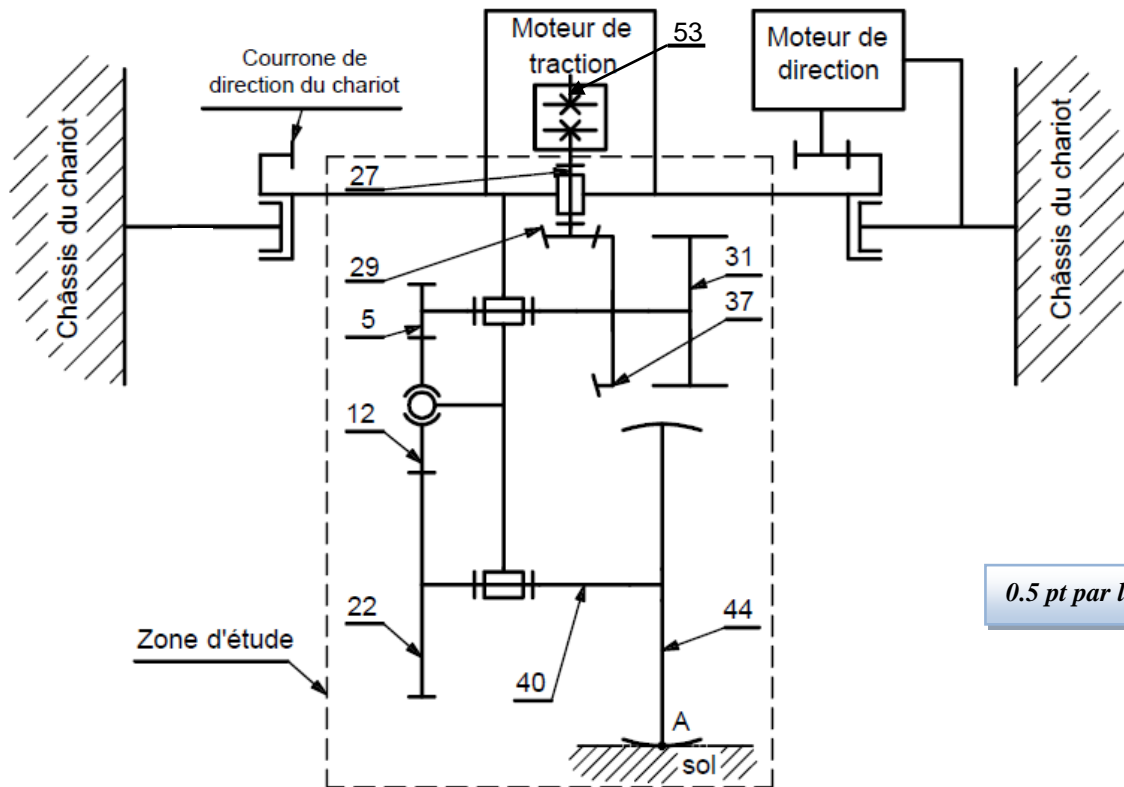 Moteur de
traction
53
Moteur de
direction
Courrone de
direction du chariot
Châssis du chariot
Châssis du chariot
27
29
31
37
5
12
22
40
44
Zone d'étude
A
sol
0.5 pt par l